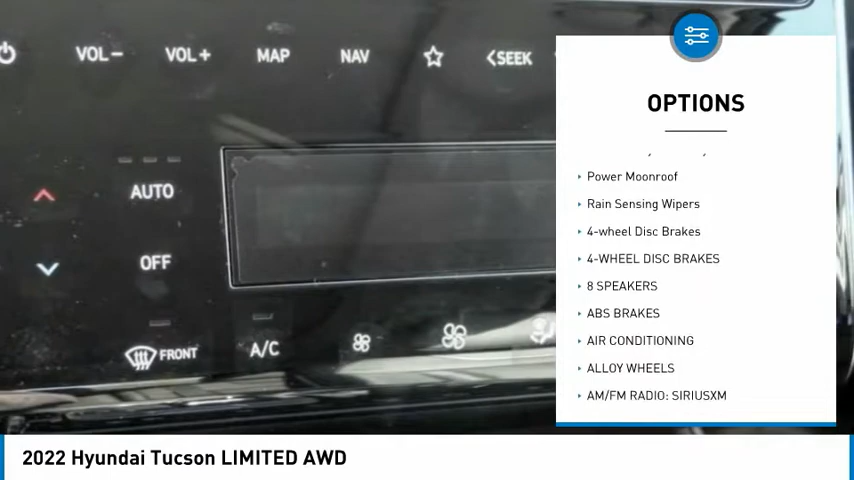 VOL- VOL+ MAP NAV <SEEK
AUTO
OFF
FRONT A/C
OPTIONS
Power Moonroof
Rain Sensing Wipers
4-wheel Disc Brakes
4-WHEEL DISC BRAKES
8 SPEAKERS
ABS BRAKES
AIR CONDITIONING
ALLOY WHEELS
AM/FM RADIO: SIRIUSXM
2022 Hyundai Tucson LIMITED AWD